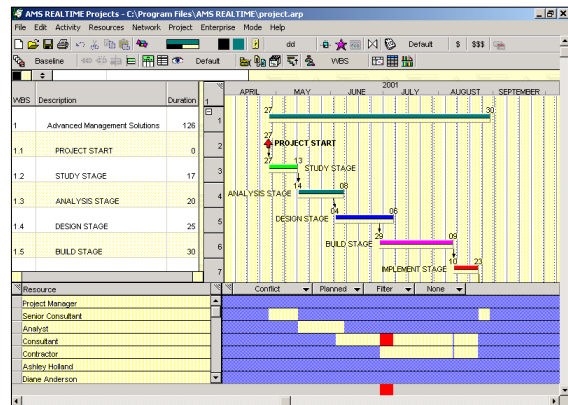 AMS REALTIME Projects - C:\Program Files\AMS REALTIME\project.arp
File Edit Activity Resources Network Project Enterprise Mode Help
dd Default $ $$$
Baseline Default WBS
2001
APRIL MAY JUNE JULY AUGUST SEPTEMBER
WBS Description Duration 1
27 30
1 Advanced Management Solutions 126 1
27
1.1 PROJECT START 0 2 PROJECT START
27 13
1.2 STUDY STAGE 17 3 STUDY STAGE
14 08
1.3 ANALYSIS STAGE 20 4 ANALYSIS STAGE
04 06
1.4 DESIGN STAGE 25 5 DESIGN STAGE
29 09
1.5 BUILD STAGE 30 6 BUILD STAGE
10 23
7 IMPLEMENT STAGE
Resource Conflict Planned Filter None
Project Manager
Senior Consultant
Analyst
Consultant
Contractor
Ashley Holland
Diane Anderson